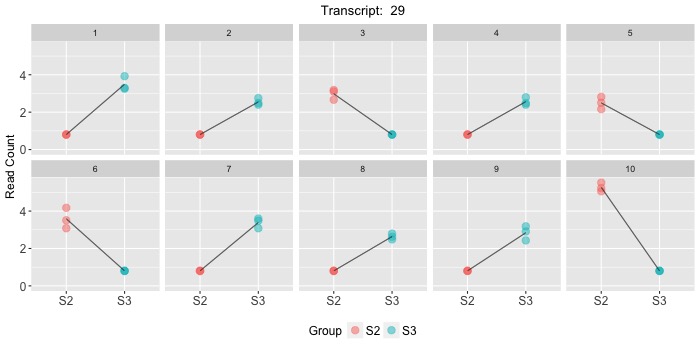 Transcript: 29
1 2 3 4 5
4
2
0
Read Count
6 7 8 9 10
4
2
0
S2 S3 S2 S3 S2 S3 S2 S3 S2 S3
Group S2 S3